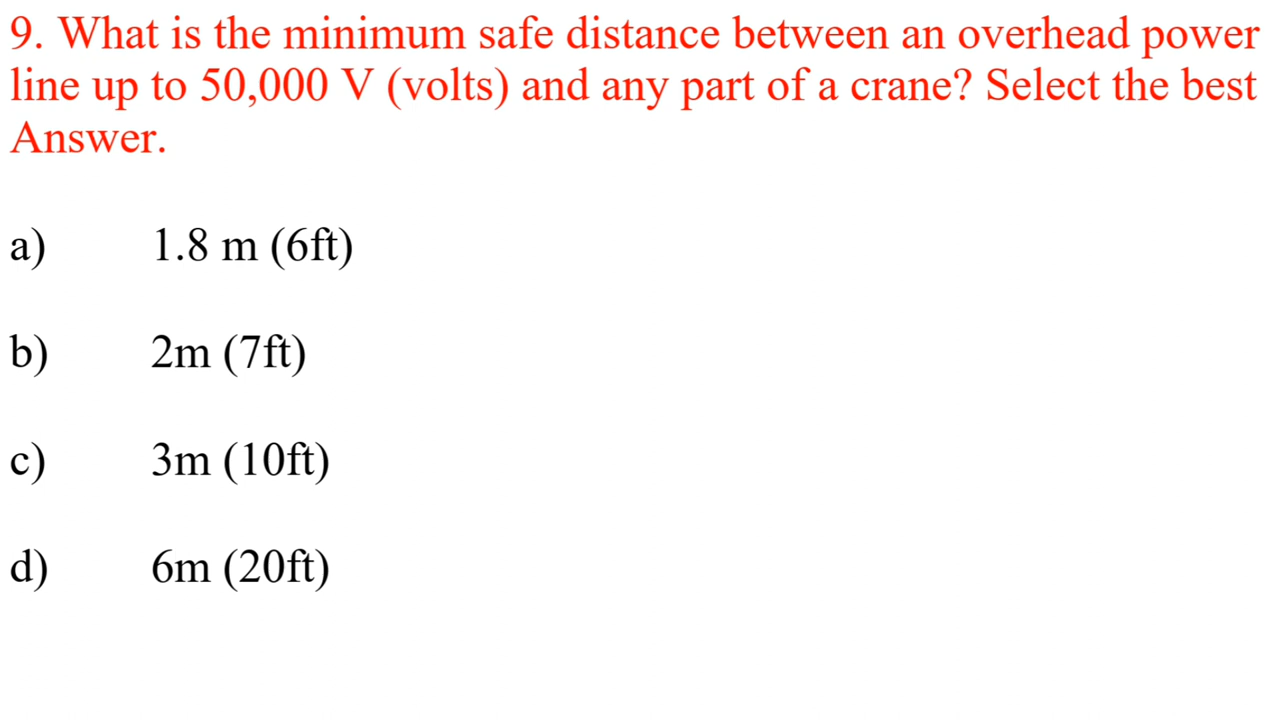 9. What is the minimum safe distance between an overhead power
line up to 50,000 V (volts) and any part of a crane? Select the best
Answer.
a) 1.8 m (6ft)
b) 2m (7ft)
c) 3m (10ft)
d) 6m (20ft)